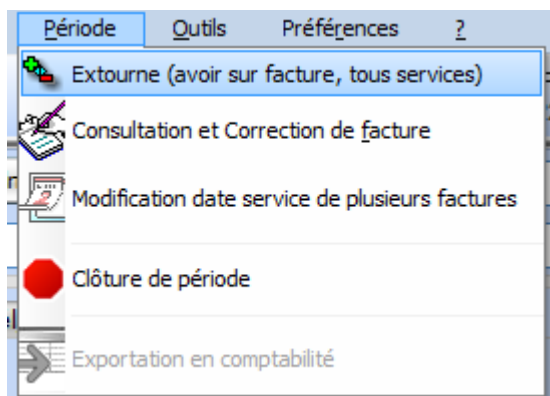 Période Outils Préférences ?
Extourne (avoir sur facture, tous services)
Consultation et Correction de facture
Modification date service de plusieurs factures
Clôture de période
Exportation en comptabilité